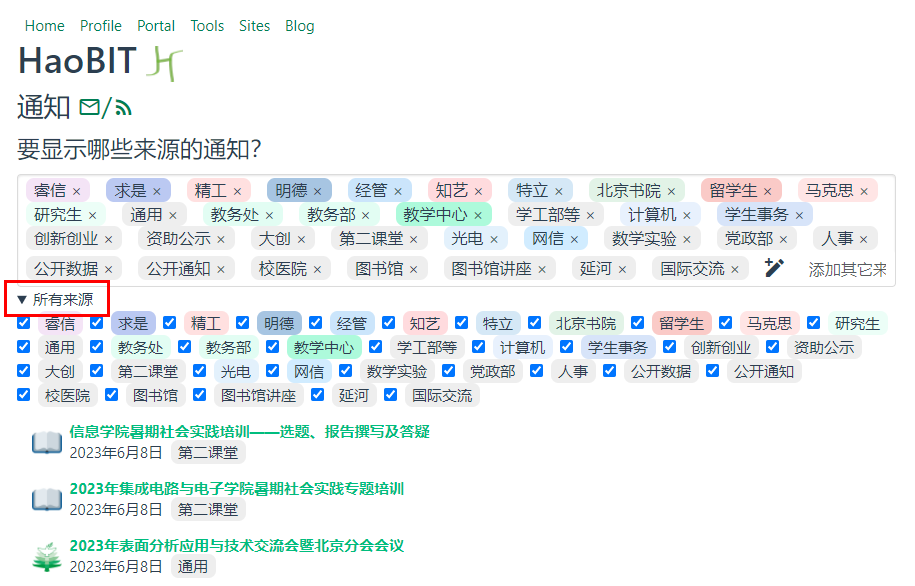 Home Profile Portal Tools Sites Blog
HaoBIT
通知 /
要显示哪些来源的通知？
睿信 × 求是 × 精工 × 明德 × 经管 × 知艺 × 特立 × 北京书院 × 留学生 × 马克思 ×
研究生 × 通用 × 教务处 × 教务部 × 教学中心 × 学工部等 × 计算机 × 学生事务 ×
创新创业 × 资助公示 × 大创 × 第二课堂 × 光电 × 网信 × 数学实验 × 党政部 × 人事 ×
公开数据 × 公开通知 × 校医院 × 图书馆 × 图书馆讲座 × 延河 × 国际交流 × 添加其它来
▼ 所有来源
睿信 求是 精工 明德 经管 知艺 特立 北京书院 留学生 马克思 研究生
通用 教务处 教务部 教学中心 学工部等 计算机 学生事务 创新创业 资助公示
大创 第二课堂 光电 网信 数学实验 党政部 人事 公开数据 公开通知
校医院 图书馆 图书馆讲座 延河 国际交流
信息学院暑期社会实践培训——选题、报告撰写及答疑
2023年6月8日 第二课堂
2023年集成电路与电子学院暑期社会实践专题培训
2023年6月8日 第二课堂
2023年表面分析应用与技术交流会暨北京分会会议
2023年6月8日 通用